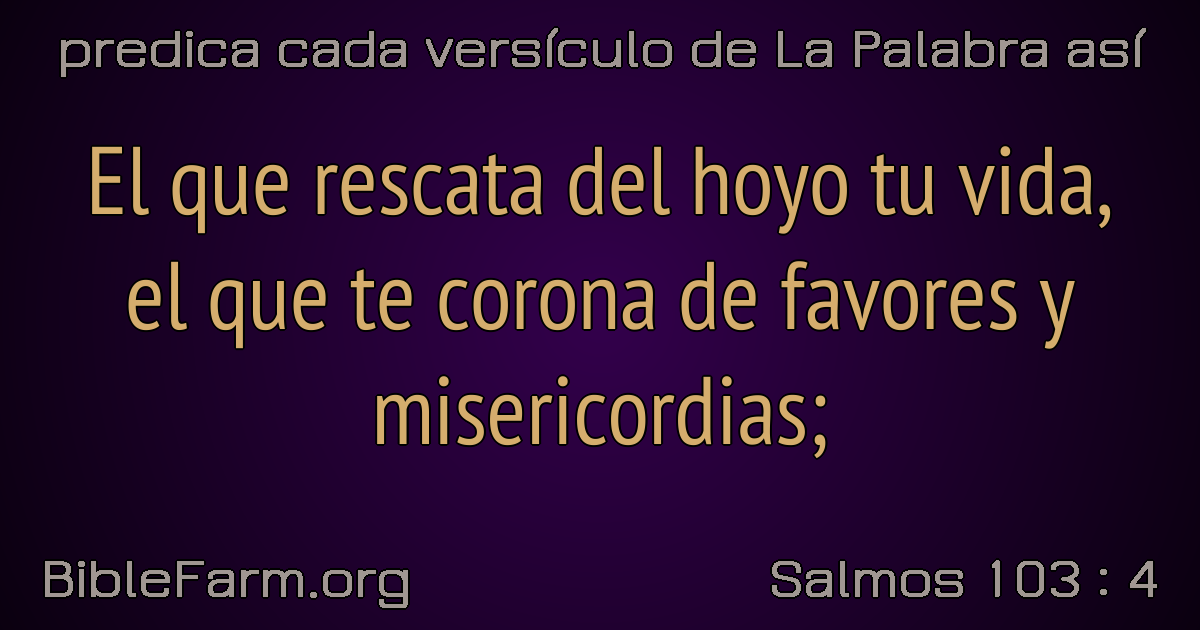 predica cada versículo de La Palabra así
El que rescata del hoyo tu vida,
el que te corona de favores y
misericordias;
BibleFarm.org
Salmos 103 : 4